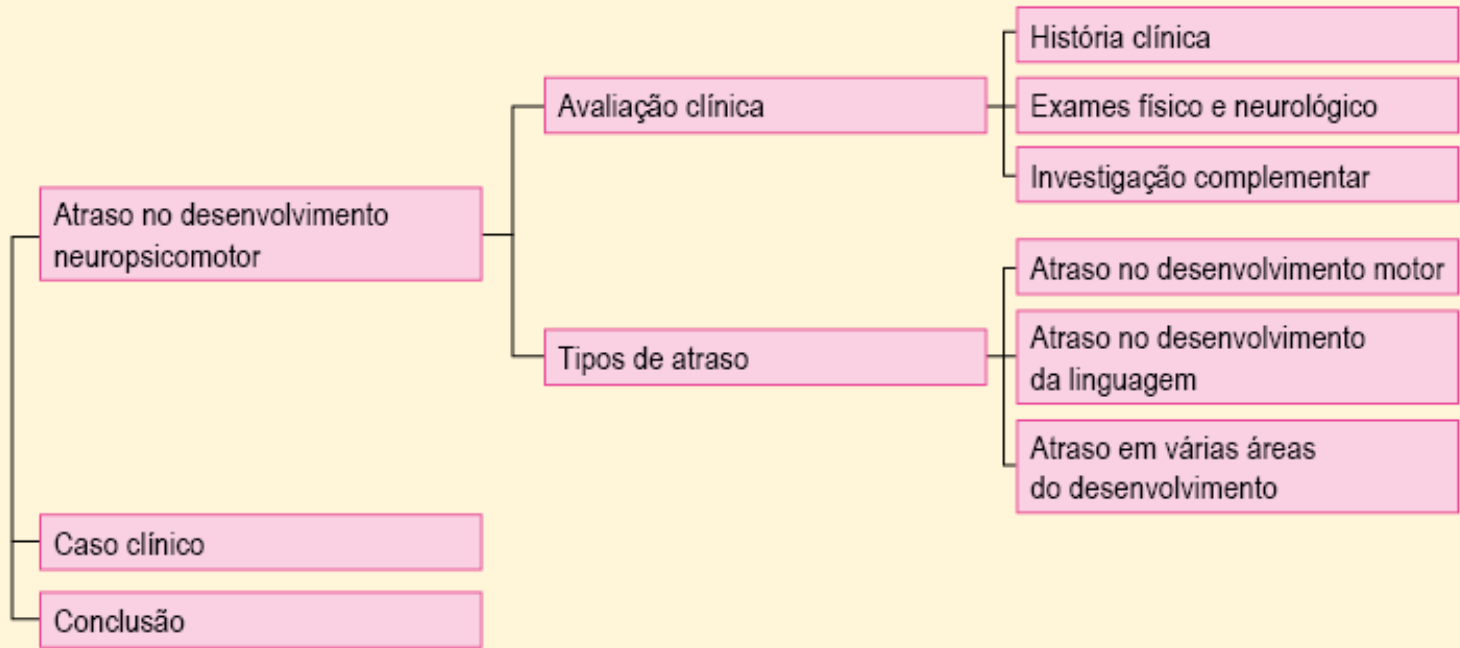 Atraso no desenvolvimento
neuropsicomotor
Avaliação clínica
História clínica
Exames físico e neurológico
Investigação complementar
Tipos de atraso
Atraso no desenvolvimento motor
Atraso no desenvolvimento
da linguagem
Atraso em várias áreas
do desenvolvimento
Caso clínico
Conclusão